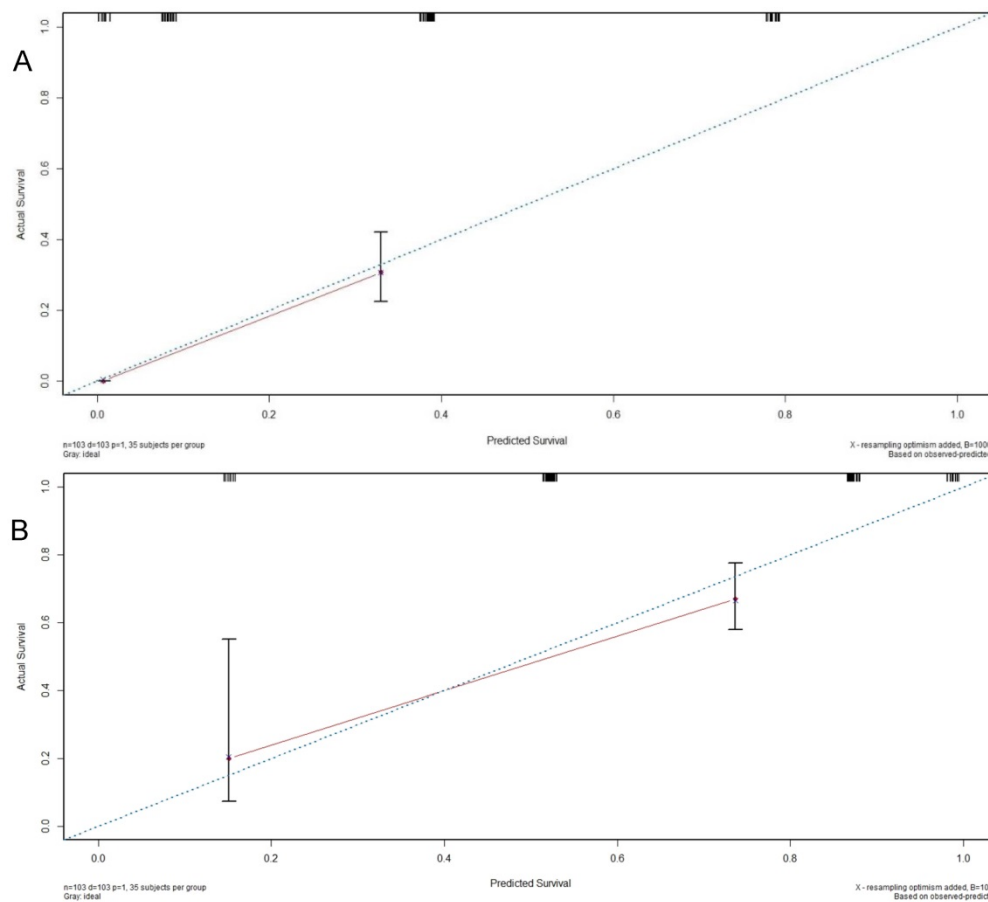 A
Actual Survival
1.0
0.8
0.6
0.4
0.2
0.0
0.0 0.2 0.4 0.6 0.8 1.0
Predicted Survival
n=103 d=103 p=1, 35 subjects per group
Gray: ideal
X - resampling optimism added, B=100
Based on observed-predicte
B
Actual Survival
1.0
0.8
0.6
0.4
0.2
0.0
0.0 0.2 0.4 0.6 0.8 1.0
Predicted Survival
n=103 d=103 p=1, 35 subjects per group
Gray: ideal
X - resampling optimism added, B=10
Based on observed-predict